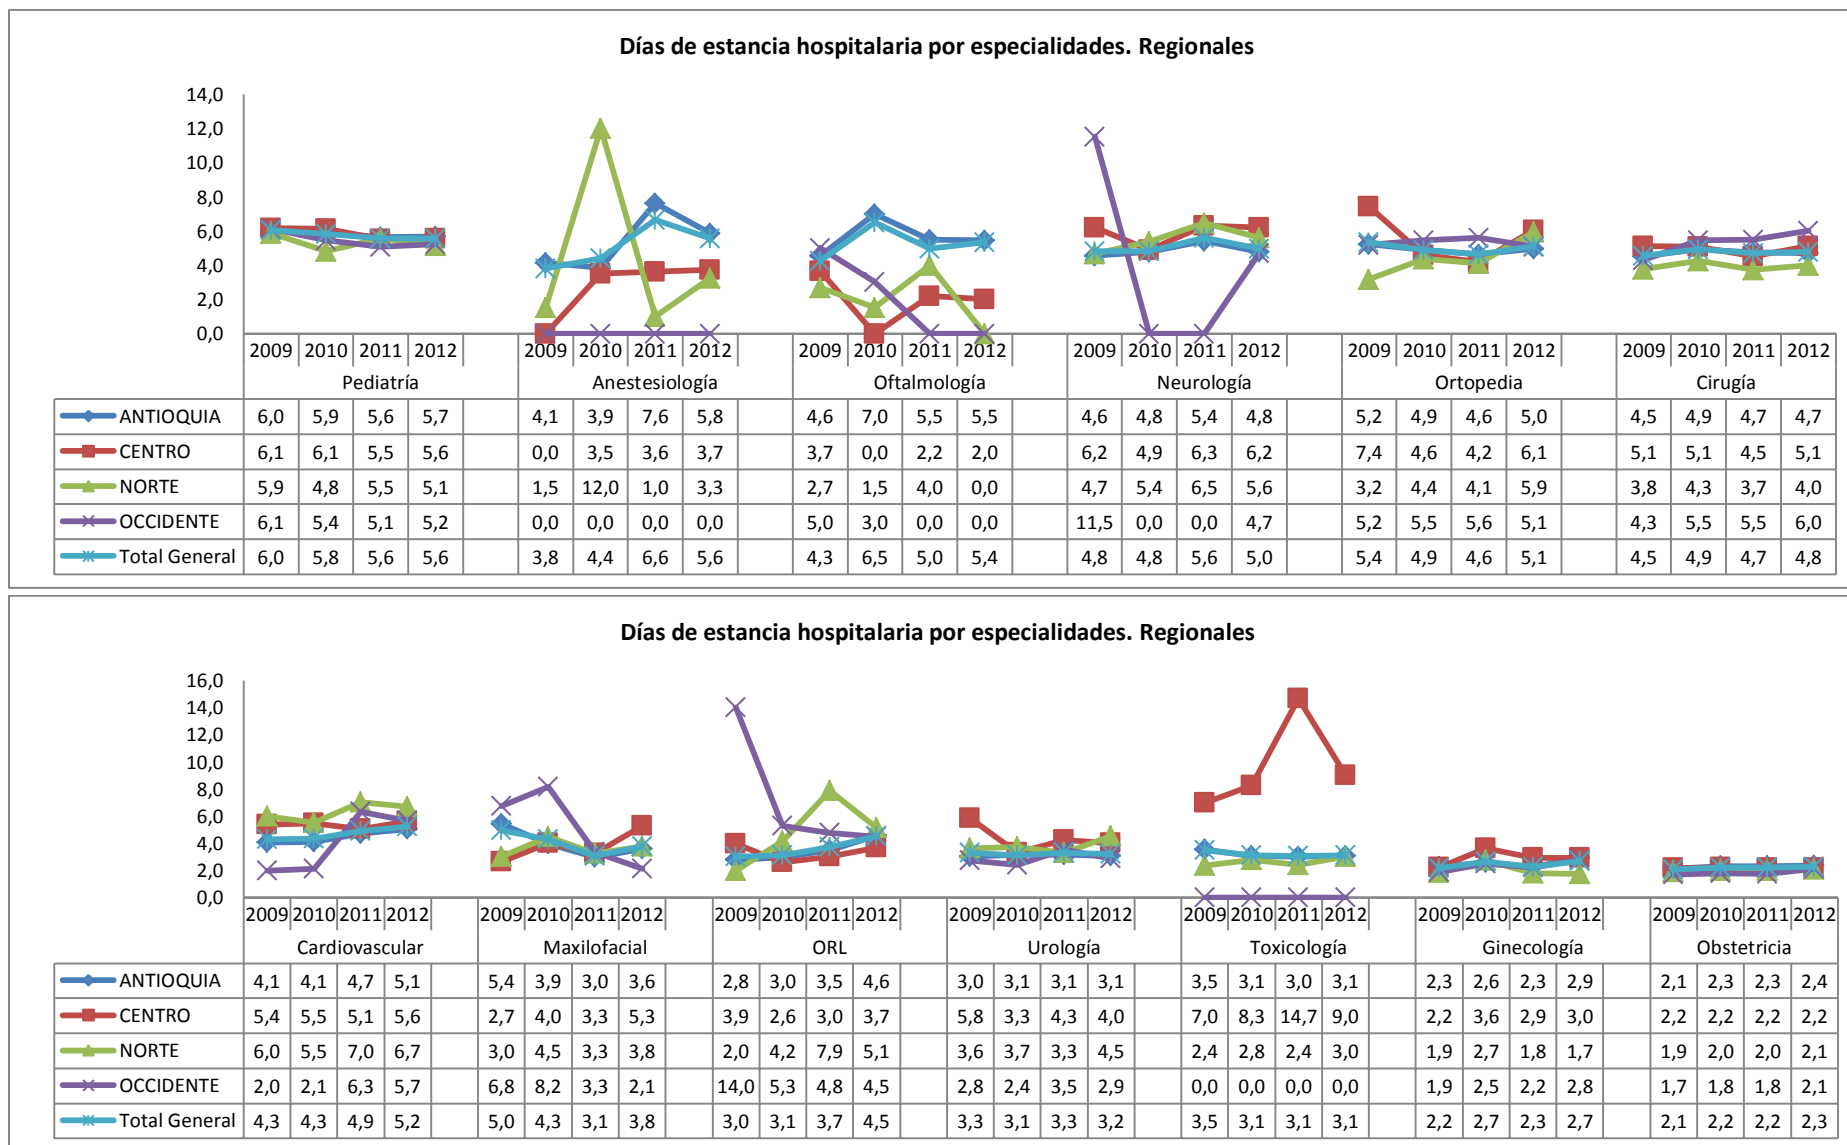 Días de estancia hospitalaria por especialidades. Regionales
14,0
12,0
10,0
8,0
6,0
4,0
2,0
0,0
2009 2010 2011 2012 2009 2010 2011 2012 2009 2010 2011 2012 2009 2010 2011 2012 2009 2010 2011 2012 2009 2010 2011 2012
Pediatría Anestesiología Oftalmología Neurología Ortopedia Cirugía
ANTIOQUIA 6,0 5,9 5,6 5,7 4,1 3,9 7,6 5,8 4,6 7,0 5,5 5,5 4,6 4,8 5,4 4,8 5,2 4,9 4,6 5,0 4,5 4,9 4,7 4,7
CENTRO 6,1 6,1 5,5 5,6 0,0 3,5 3,6 3,7 3,7 0,0 2,2 2,0 6,2 4,9 6,3 6,2 7,4 4,6 4,2 6,1 5,1 5,1 4,5 5,1
NORTE 5,9 4,8 5,5 5,1 1,5 12,0 1,0 3,3 2,7 1,5 4,0 0,0 4,7 5,4 6,5 5,6 3,2 4,4 4,1 5,9 3,8 4,3 3,7 4,0
OCCIDENTE 6,1 5,4 5,1 5,2 0,0 0,0 0,0 0,0 5,0 3,0 0,0 0,0 11,5 0,0 0,0 4,7 5,2 5,5 5,6 5,1 4,3 5,5 5,5 6,0
Total General 6,0 5,8 5,6 5,6 3,8 4,4 6,6 5,6 4,3 6,5 5,0 5,4 4,8 4,8 5,6 5,0 5,4 4,9 4,6 5,1 4,5 4,9 4,7 4,8
Días de estancia hospitalaria por especialidades. Regionales
16,0
14,0
12,0
10,0
8,0
6,0
4,0
2,0
0,0
2009 2010 2011 2012 2009 2010 2011 2012 2009 2010 2011 2012 2009 2010 2011 2012 2009 2010 2011 2012 2009 2010 2011 2012 2009 2010 2011 2012
Cardiovascular Maxilofacial ORL Urología Toxicología Ginecología Obstetricia
ANTIOQUIA 4,1 4,1 4,7 5,1 5,4 3,9 3,0 3,6 2,8 3,0 3,5 4,6 3,0 3,1 3,1 3,1 3,5 3,1 3,0 3,1 2,3 2,6 2,3 2,9 2,1 2,3 2,3 2,4
CENTRO 5,4 5,5 5,1 5,6 2,7 4,0 3,3 5,3 3,9 2,6 3,0 3,7 5,8 3,3 4,3 4,0 7,0 8,3 14,7 9,0 2,2 3,6 2,9 3,0 2,2 2,2 2,2 2,2
NORTE 6,0 5,5 7,0 6,7 3,0 4,5 3,3 3,8 2,0 4,2 7,9 5,1 3,6 3,7 3,3 4,5 2,4 2,8 2,4 3,0 1,9 2,7 1,8 1,7 1,9 2,0 2,0 2,1
OCCIDENTE 2,0 2,1 6,3 5,7 6,8 8,2 3,3 2,1 14,0 5,3 4,8 4,5 2,8 2,4 3,5 2,9 0,0 0,0 0,0 0,0 1,9 2,5 2,2 2,8 1,7 1,8 1,8 2,1
Total General 4,3 4,3 4,9 5,2 5,0 4,3 3,1 3,8 3,0 3,1 3,7 4,5 3,3 3,1 3,3 3,2 3,5 3,1 3,1 3,1 2,2 2,7 2,3 2,7 2,1 2,2 2,2 2,3